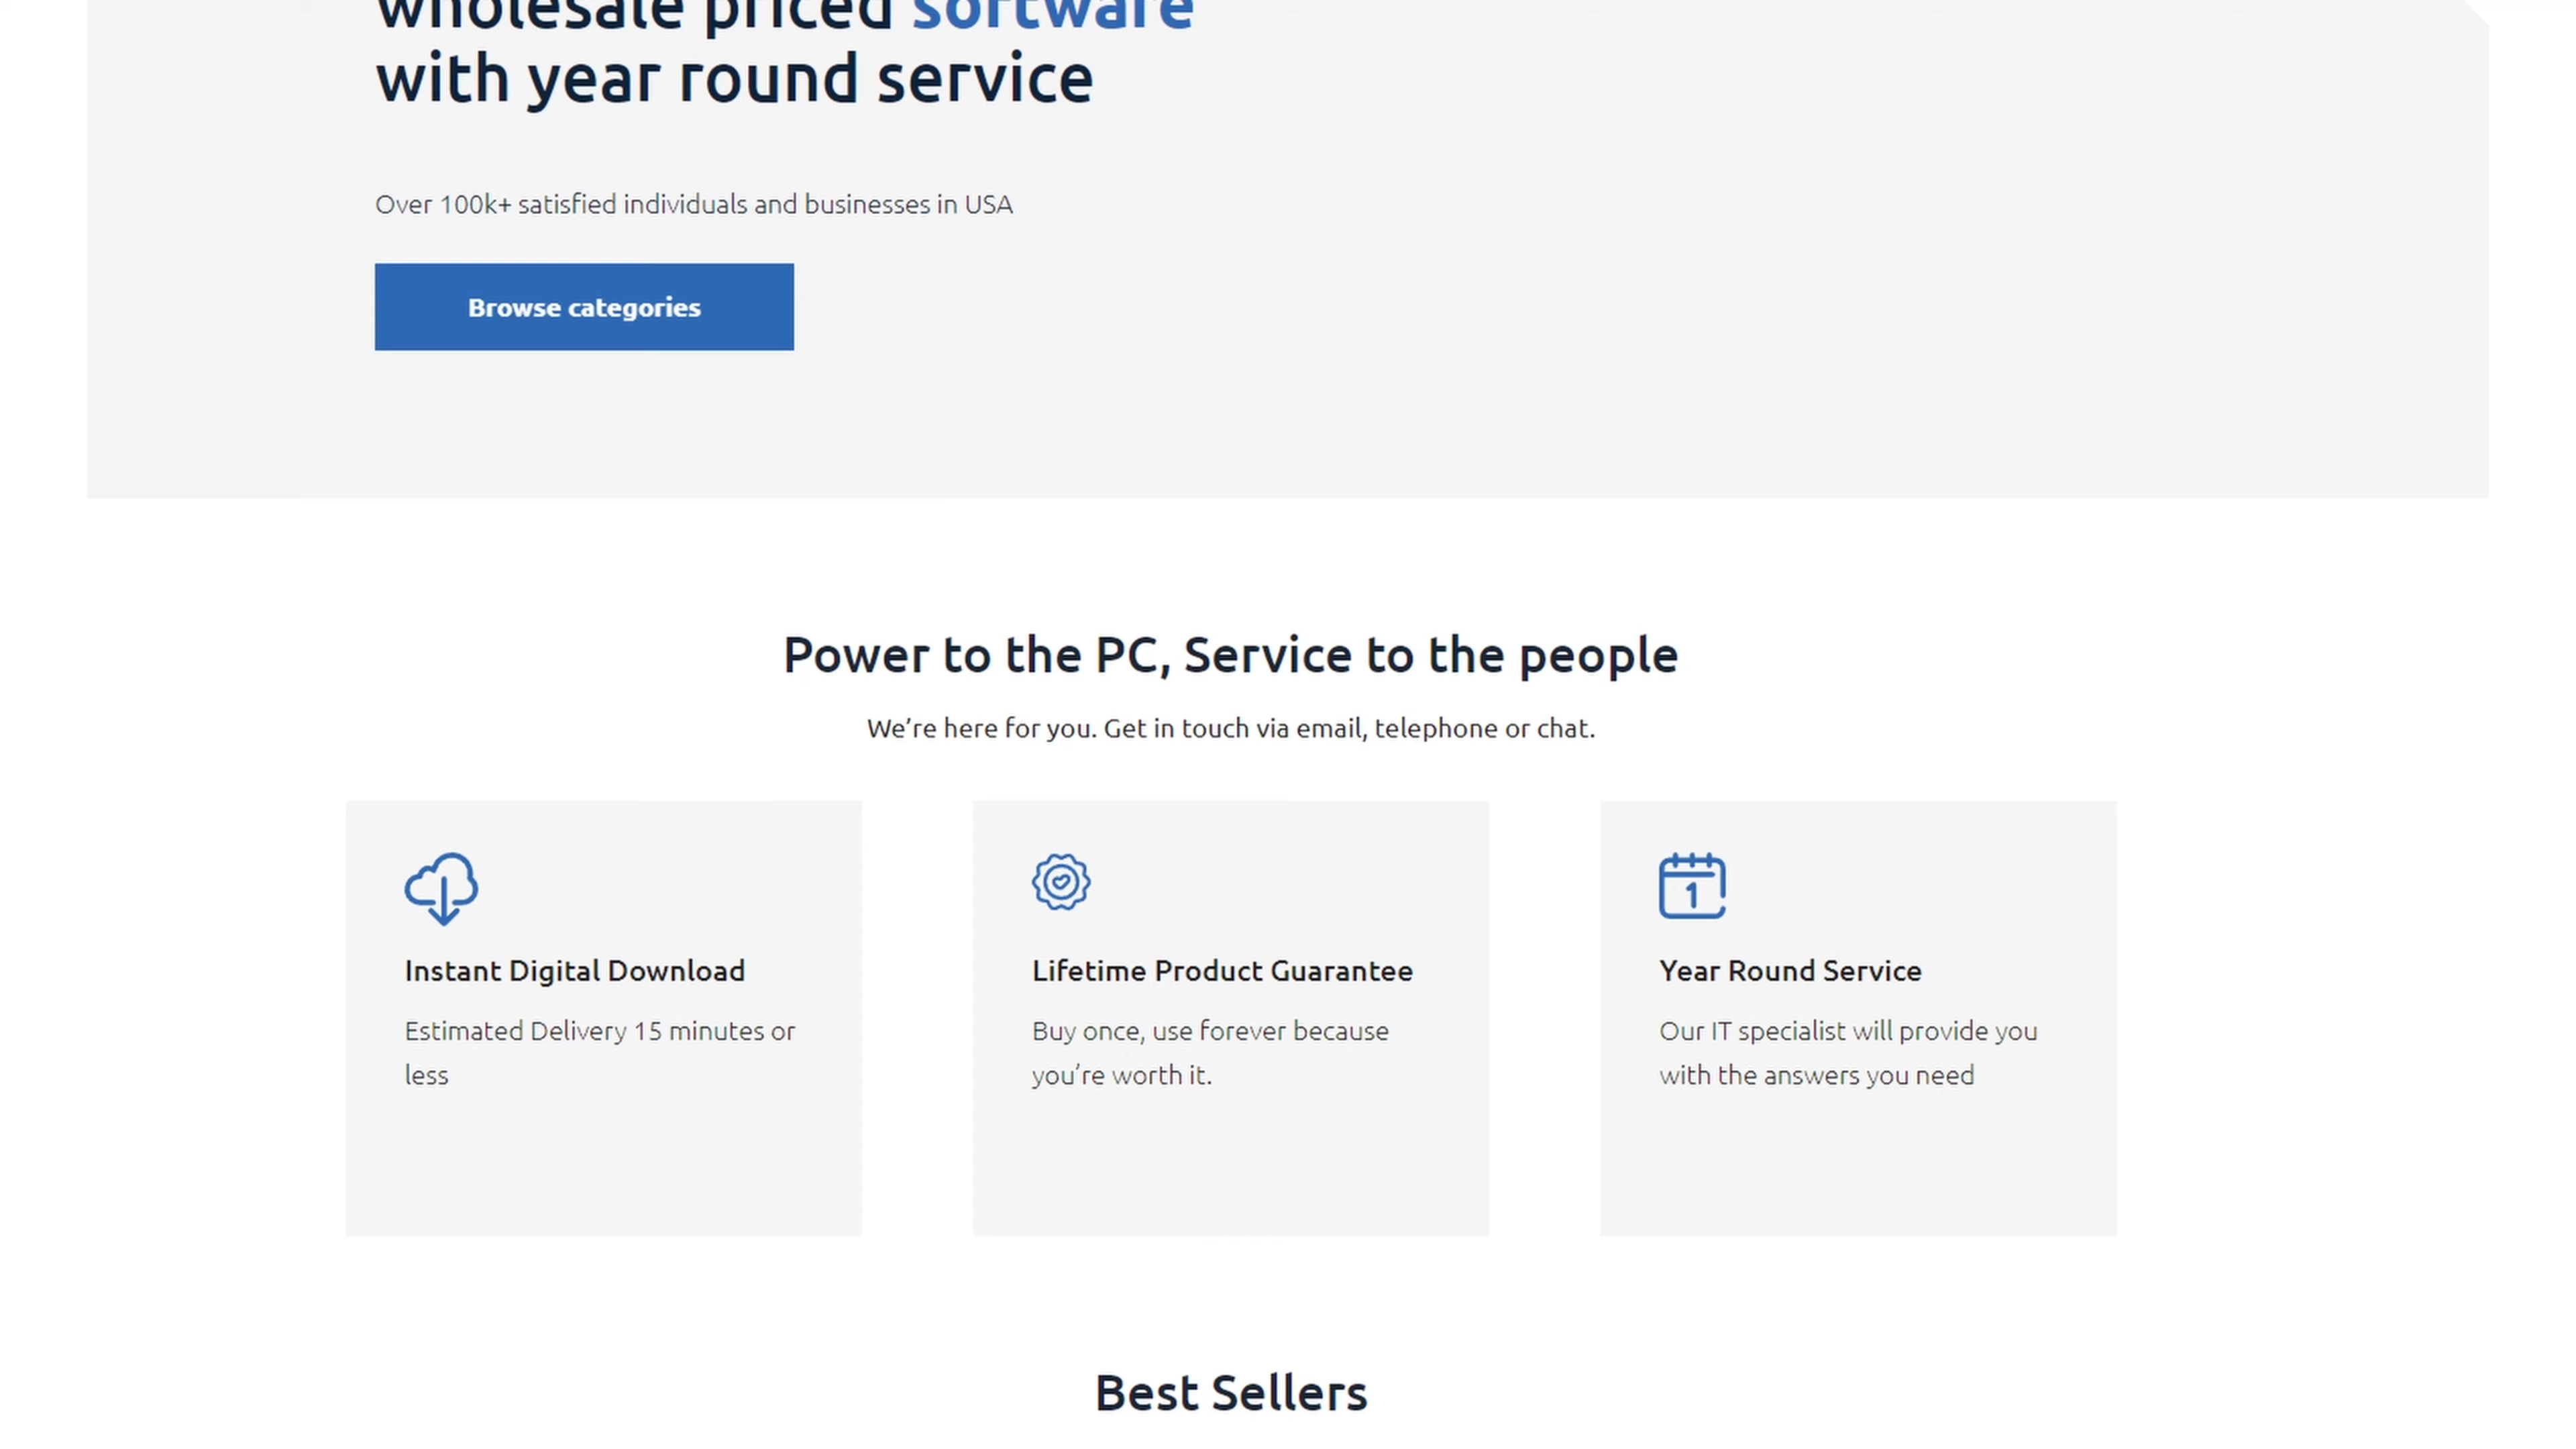 wholesale priced software
with year round service
Over 100k+ satisfied individuals and businesses in USA
Browse categories
Power to the PC, Service to the people
We’re here for you. Get in touch via email, telephone or chat.
1
Instant Digital Download
Estimated Delivery 15 minutes or
less
Lifetime Product Guarantee
Buy once, use forever because
you’re worth it.
Year Round Service
Our IT specialist will provide you
with the answers you need
Best Sellers